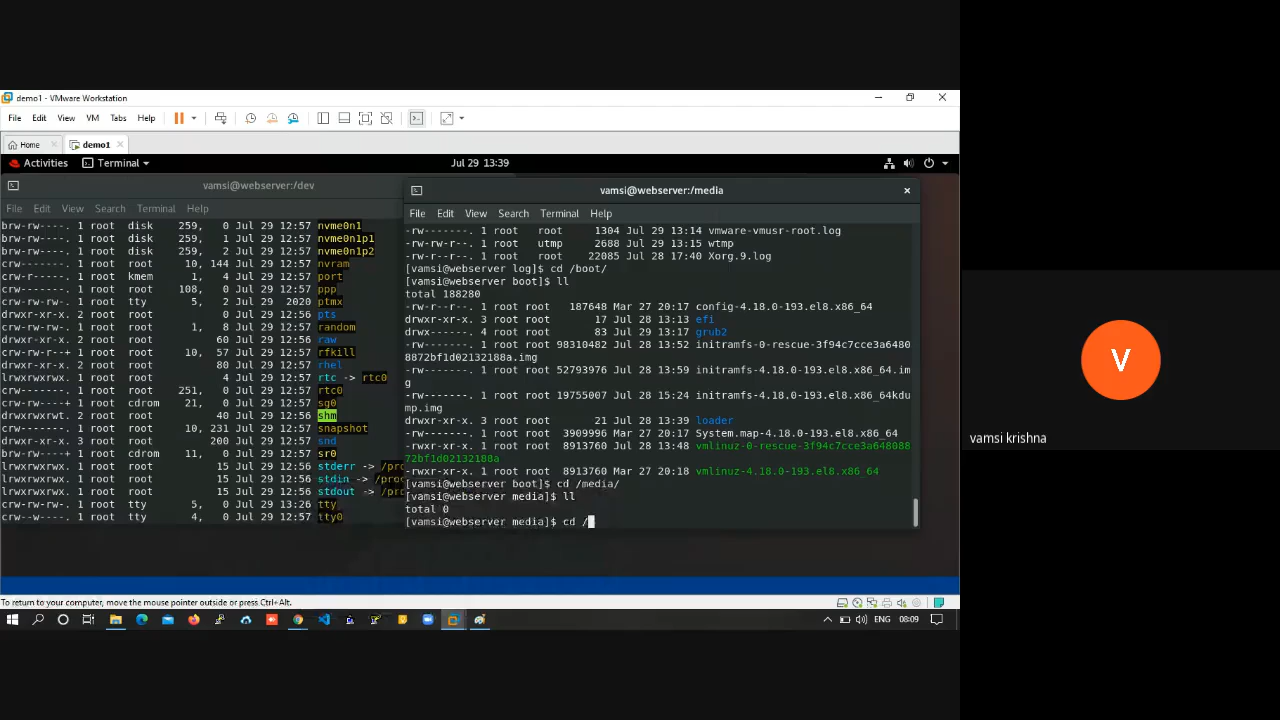 demo1 - VMware Workstation
File Edit View VM Tabs Help
Home demo1
Activities Terminal Jul 29 13:39
vamsi@webserver:/dev
File Edit View Search Terminal Help
brw-rw----. 1 root disk 259, 0 Jul 29 12:57 nvme0n1
brw-rw----. 1 root disk 259, 1 Jul 29 12:57 nvme0n1p1
brw-rw----. 1 root disk 259, 2 Jul 29 12:57 nvme0n1p2
crw-------. 1 root root 10, 144 Jul 29 12:57 nvram
crw-r-----. 1 root kmem 1, 4 Jul 29 12:57 port
crw-------. 1 root root 108, 0 Jul 29 12:57 ppp
crw-rw-rw-. 1 root tty 5, 2 Jul 29 2020 ptmx
drwxr-xr-x. 2 root root 0 Jul 29 12:56 pts
crw-rw-rw-. 1 root root 1, 8 Jul 29 12:57 random
drwxr-xr-x. 2 root root 60 Jul 29 12:56 raw
crw-rw-r--+ 1 root root 10, 57 Jul 29 12:57 rfkill
drwxr-xr-x. 2 root root 80 Jul 29 12:57 rhel
lrwxrwxrwx. 1 root root 4 Jul 29 12:57 rtc -> rtc0
crw-------. 1 root root 251, 0 Jul 29 12:57 rtc0
crw-rw----+ 1 root cdrom 21, 0 Jul 29 12:57 sg0
drwxrwxrwt. 2 root root 40 Jul 29 12:56 shm
crw-------. 1 root root 10, 231 Jul 29 12:57 snapshot
drwxr-xr-x. 3 root root 200 Jul 29 12:57 snd
brw-rw----+ 1 root cdrom 11, 0 Jul 29 12:57 sr0
lrwxrwxrwx. 1 root root 15 Jul 29 12:56 stderr -> /pro
lrwxrwxrwx. 1 root root 15 Jul 29 12:56 stdin -> /proc
lrwxrwxrwx. 1 root root 15 Jul 29 12:56 stdout -> /pro
crw-rw-rw-. 1 root tty 5, 0 Jul 29 13:26 tty
crw--w----. 1 root tty 4, 0 Jul 29 12:57 tty0
vamsi@webserver:/media
File Edit View Search Terminal Help
-rw-------. 1 root root 1304 Jul 29 13:14 vmware-vmusr-root.log
-rw-rw-r--. 1 root utmp 2688 Jul 29 13:15 wtmp
-rw-r--r--. 1 root root 22085 Jul 28 17:40 Xorg.9.log
[vamsi@webserver log]$ cd /boot/
[vamsi@webserver boot]$ ll
total 188280
-rw-r--r--. 1 root root 187648 Mar 27 20:17 config-4.18.0-193.el8.x86_64
drwxr-xr-x. 3 root root 17 Jul 28 13:13 efi
drwx------. 4 root root 83 Jul 29 13:17 grub2
-rw-------. 1 root root 98310482 Jul 28 13:52 initramfs-0-rescue-3f94c7cce3a6480
8872bf1d02132188a.img
-rw-------. 1 root root 52793976 Jul 28 13:59 initramfs-4.18.0-193.el8.x86_64.im
g
-rw-------. 1 root root 19755007 Jul 28 15:24 initramfs-4.18.0-193.el8.x86_64kdu
mp.img
drwxr-xr-x. 3 root root 21 Jul 28 13:39 loader
-rw-------. 1 root root 3909996 Mar 27 20:17 System.map-4.18.0-193.el8.x86_64
-rwxr-xr-x. 1 root root 8913760 Jul 28 13:48 vmlinuz-0-rescue-3f94c7cce3a648088
72bf1d02132188a
-rwxr-xr-x. 1 root root 8913760 Mar 27 20:18 vmlinuz-4.18.0-193.el8.x86_64
[vamsi@webserver boot]$ cd /media/
[vamsi@webserver media]$ ll
total 0
[vamsi@webserver media]$ cd /
To return to your computer, move the mouse pointer outside or press Ctrl+Alt.
ENG 08:09
V
vamsi krishna